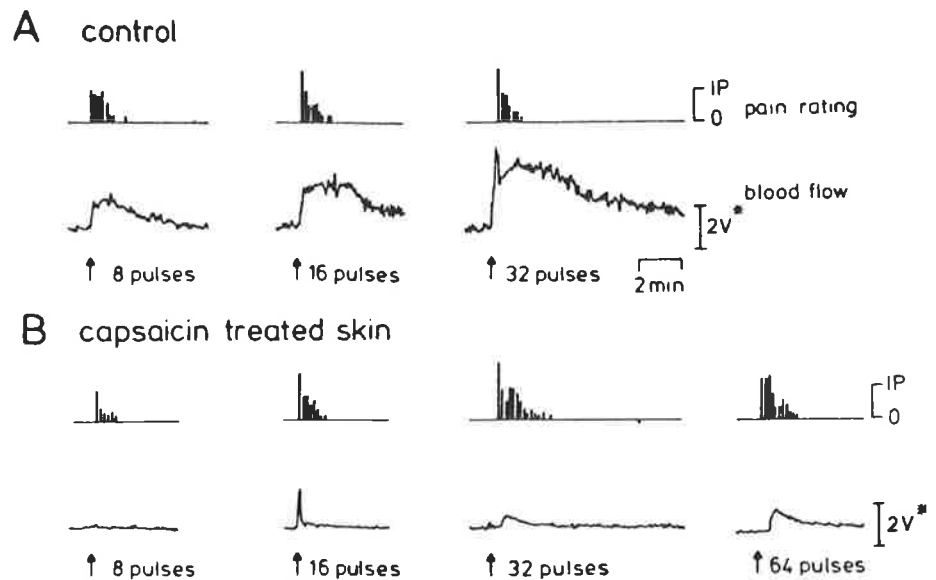 A control
IP
0 pain rating
blood flow
2V*
8 pulses
16 pulses
32 pulses
2 min
B capsaicin treated skin
IP
0
2V*
8 pulses
16 pulses
32 pulses
64 pulses